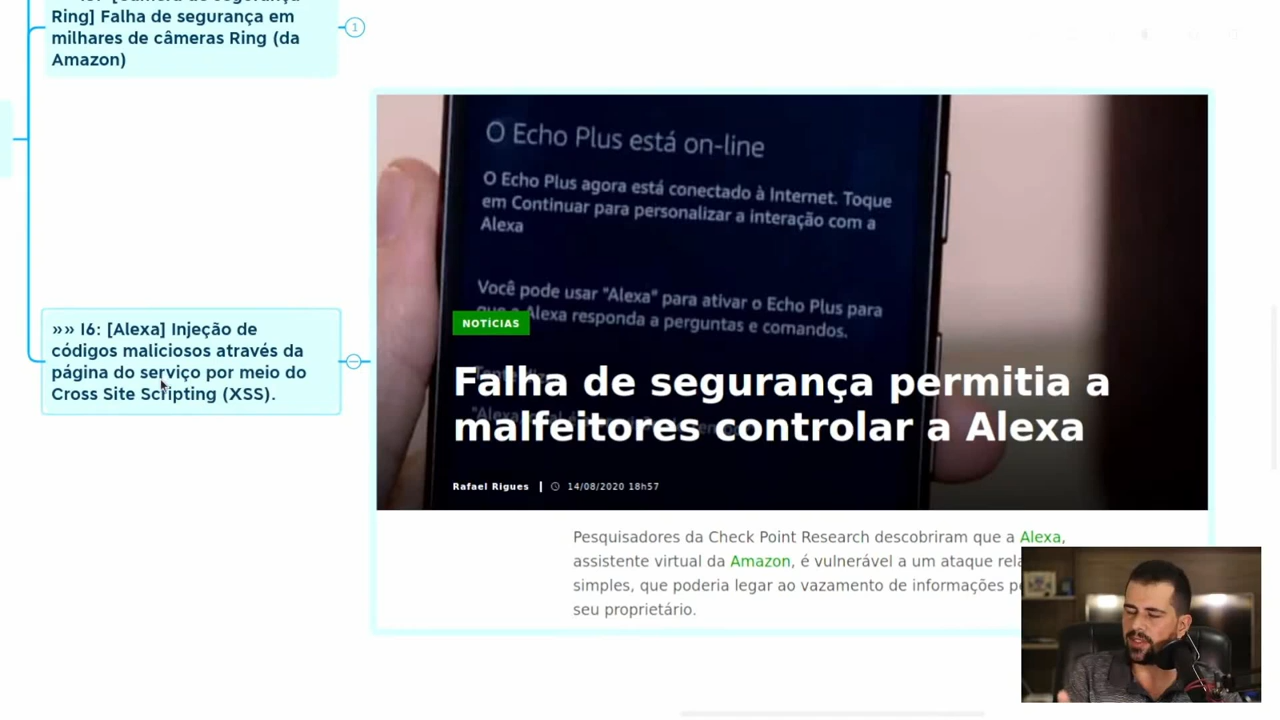 Ring] Falha de segurança em
milhares de câmeras Ring (da
Amazon)
1
»» I6: [Alexa] Injeção de
códigos maliciosos através da
página do serviço por meio do
Cross Site Scripting (XSS).
O Echo Plus está on-line
O Echo Plus agora está conectado à Internet. Toque
em Continuar para personalizar a interação com a
Alexa
Você pode usar "Alexa" para ativar o Echo Plus para
que a Alexa responda a perguntas e comandos.
NOTÍCIAS
Falha de segurança permitia a
malfeitores controlar a Alexa
Rafael Rigues | 14/08/2020 18h57
Pesquisadores da Check Point Research descobriram que a Alexa,
assistente virtual da Amazon, é vulnerável a um ataque
simples, que poderia legar ao vazamento de informações
seu proprietário.